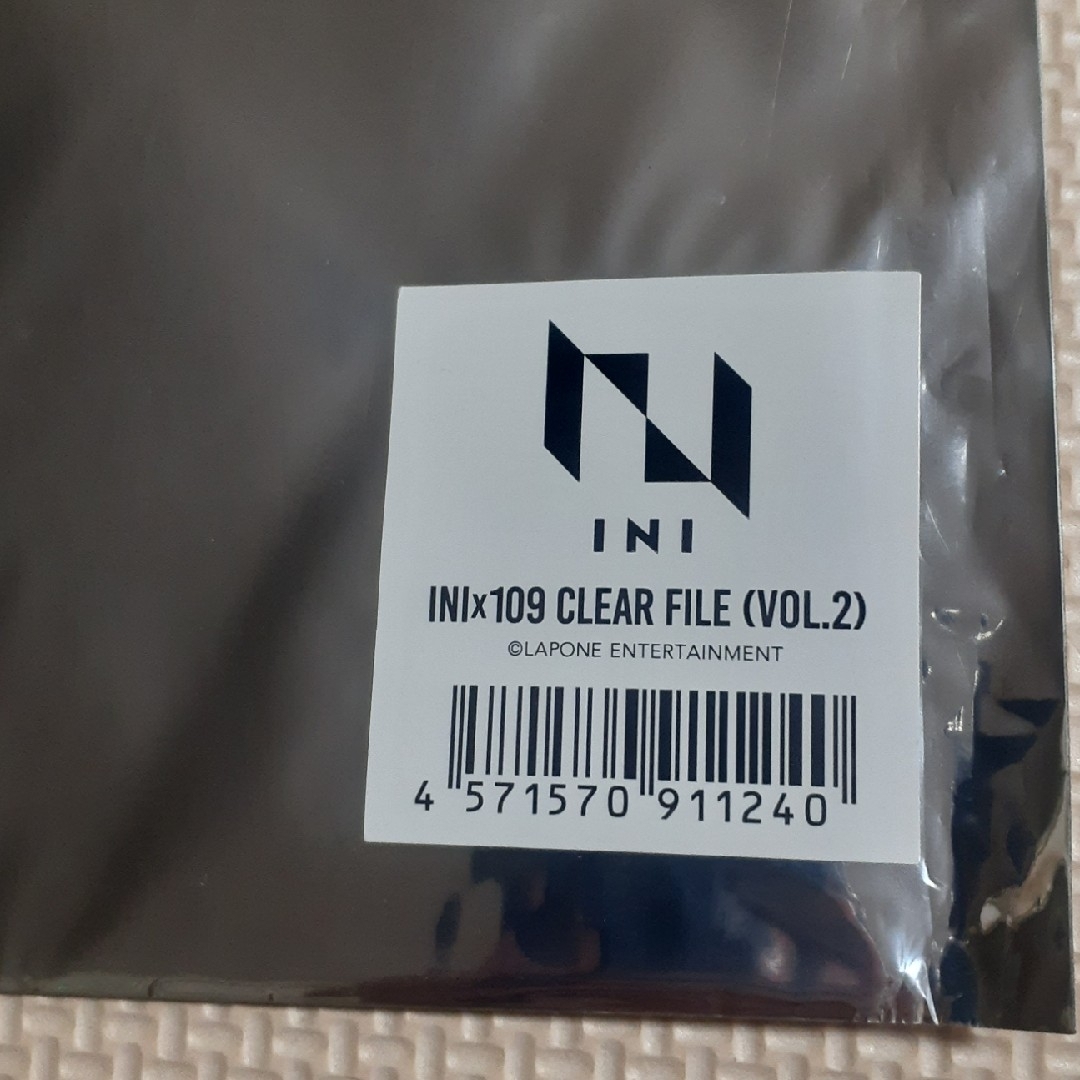 INI
INIx109 CLEAR FILE (VOL.2)
©LAPONE ENTERTAINMENT
4 571570 911240